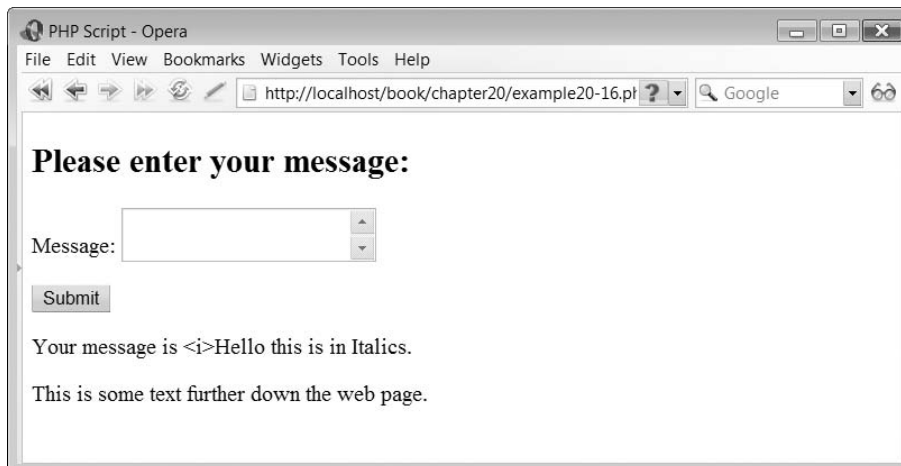 PHP Script - Opera
File Edit View Bookmarks Widgets Tools Help
http://localhost/book/chapter20/example20-16.ph ? Google
Please enter your message:
Message:
Submit
Your message is <i>Hello this is in Italics.
This is some text further down the web page.